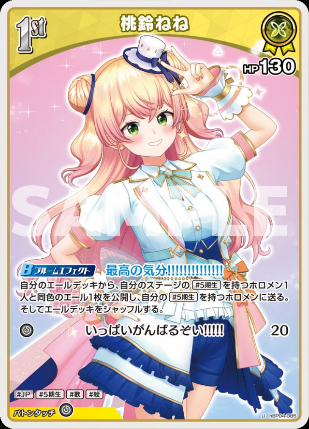 1st
桃鈴ねね
HP130
SAMPLE
ブルームエフェクト 最高の気分!!!!!!!!!!!!!!!
自分のエールデッキから、自分のステージの#5期生を持つホロメン1
人と同色のエール1枚を公開し、自分の#5期生を持つホロメンに送る。
そしてエールデッキをシャッフルする。
いっぱいがんばるぞい!!!!! 20
#JP #5期生 #歌 #絵
バトンタッチ